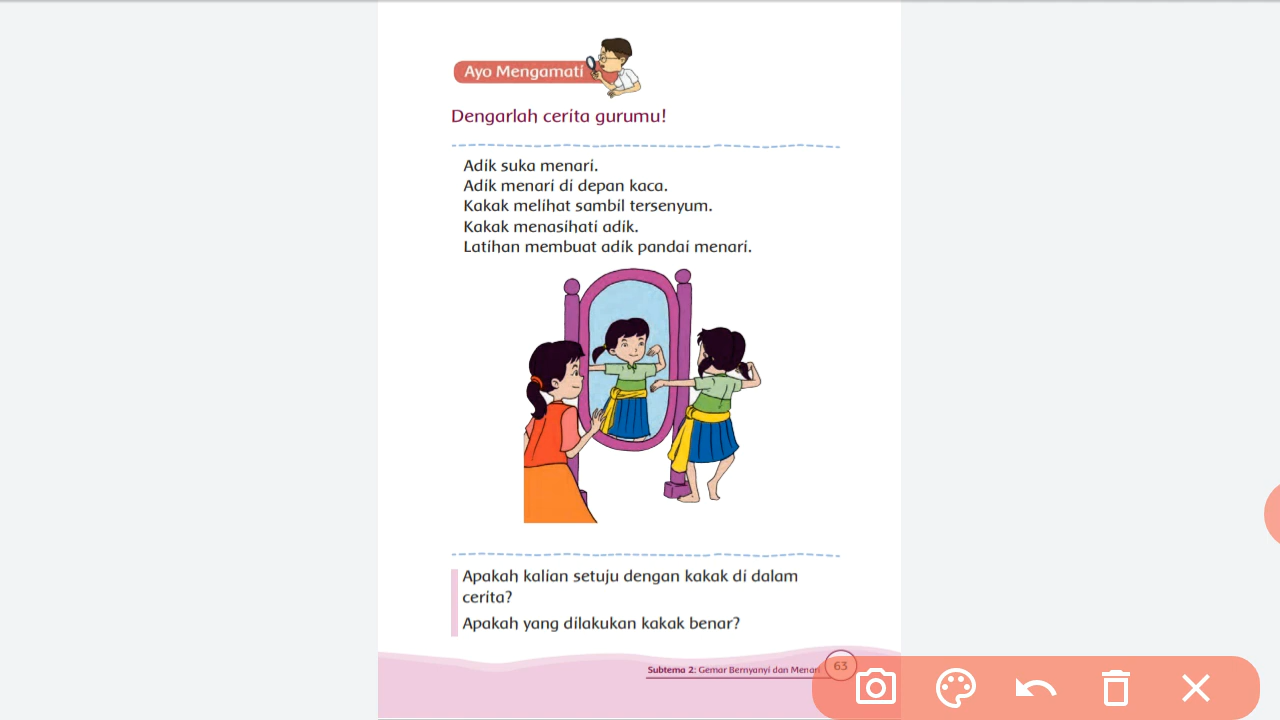 Ayo Mengamati
Dengarlah cerita gurumu!
Adik suka menari.
Adik menari di depan kaca.
Kakak melihat sambil tersenyum.
Kakak menasihati adik.
Latihan membuat adik pandai menari.
Apakah kalian setuju dengan kakak di dalam
cerita?
Apakah yang dilakukan kakak benar?
Subtema 2: Gemar Bernyanyi dan Menari
63